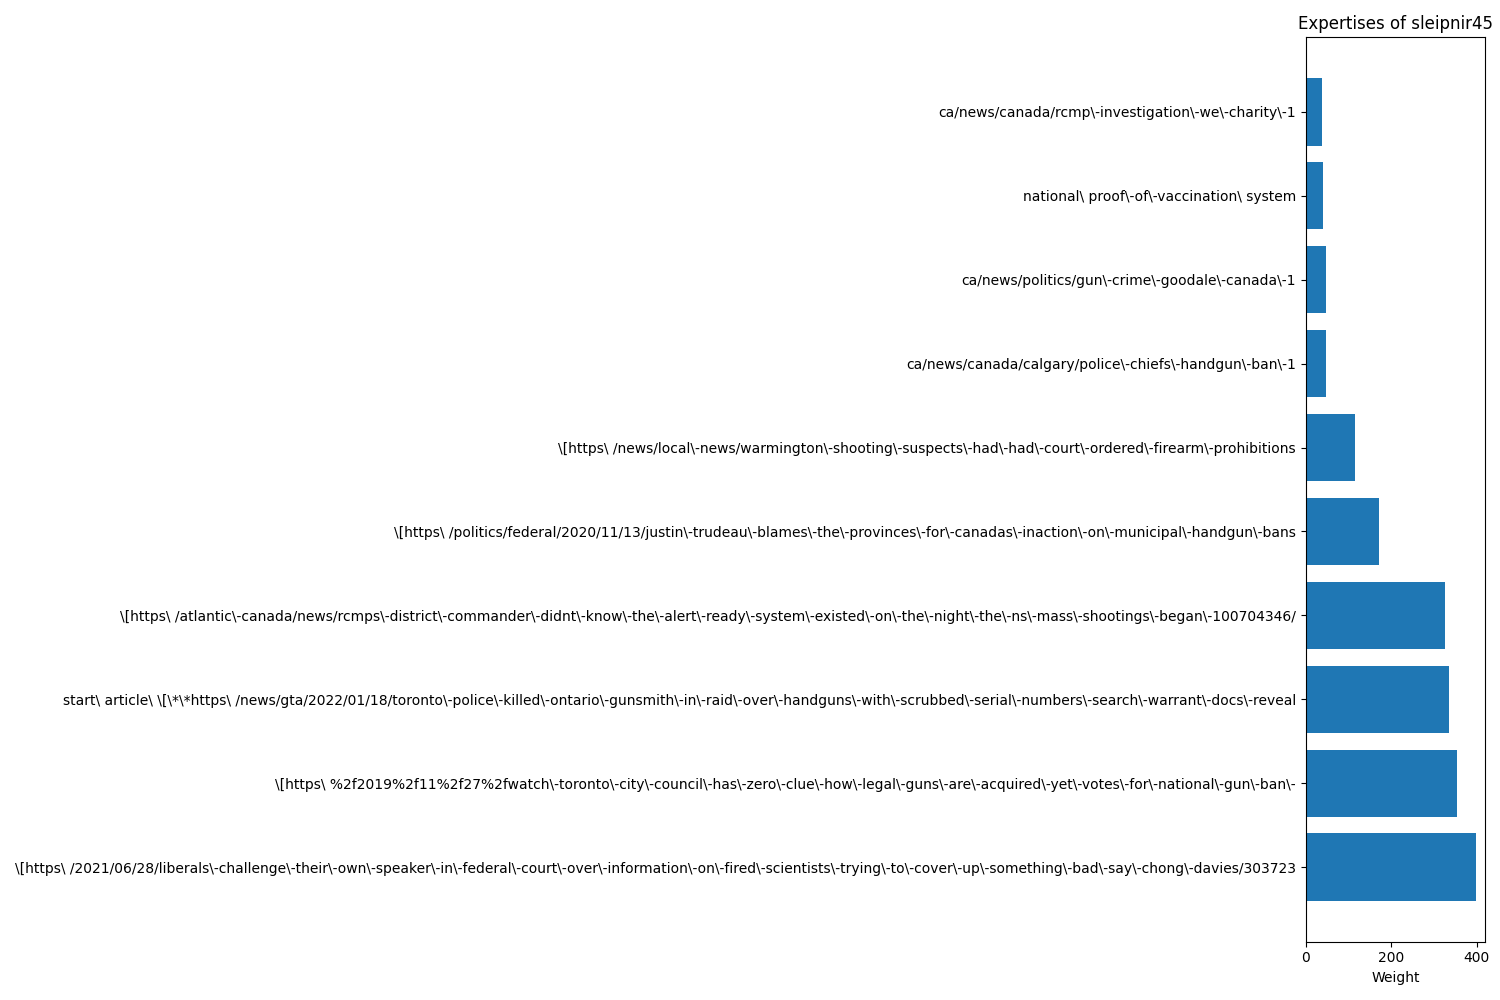 Expertises of sleipnir45
ca/news/canada/rcmp\-investigation\-we\-charity\-1
national\ proof\-of\-vaccination\ system
ca/news/politics/gun\-crime\-goodale\-canada\-1
ca/news/canada/calgary/police\-chiefs\-handgun\-ban\-1
\[https\ /news/local\-news/warmington\-shooting\-suspects\-had\-had\-court\-ordered\-firearm\-prohibitions
\[https\ /politics/federal/2020/11/13/justin\-trudeau\-blames\-the\-provinces\-for\-canadas\-inaction\-on\-municipal\-handgun\-bans
\[https\ /atlantic\-canada/news/rcmps\-district\-commander\-didnt\-know\-the\-alert\-ready\-system\-existed\-on\-the\-night\-the\-ns\-mass\-shootings\-began\-100704346/
start\ article\ \[\*\*https\ /news/gta/2022/01/18/toronto\-police\-killed\-ontario\-gunsmith\-in\-raid\-over\-handguns\-with\-scrubbed\-serial\-numbers\-search\-warrant\-docs\-reveal
\[https\ %2f2019%2f11%2f27%2fwatch\-toronto\-city\-council\-has\-zero\-clue\-how\-legal\-guns\-are\-acquired\-yet\-votes\-for\-national\-gun\-ban\-
\[https\ /2021/06/28/liberals\-challenge\-their\-own\-speaker\-in\-federal\-court\-over\-information\-on\-fired\-scientists\-trying\-to\-cover\-up\-something\-bad\-say\-chong\-davies/303723
0 200 400
Weight